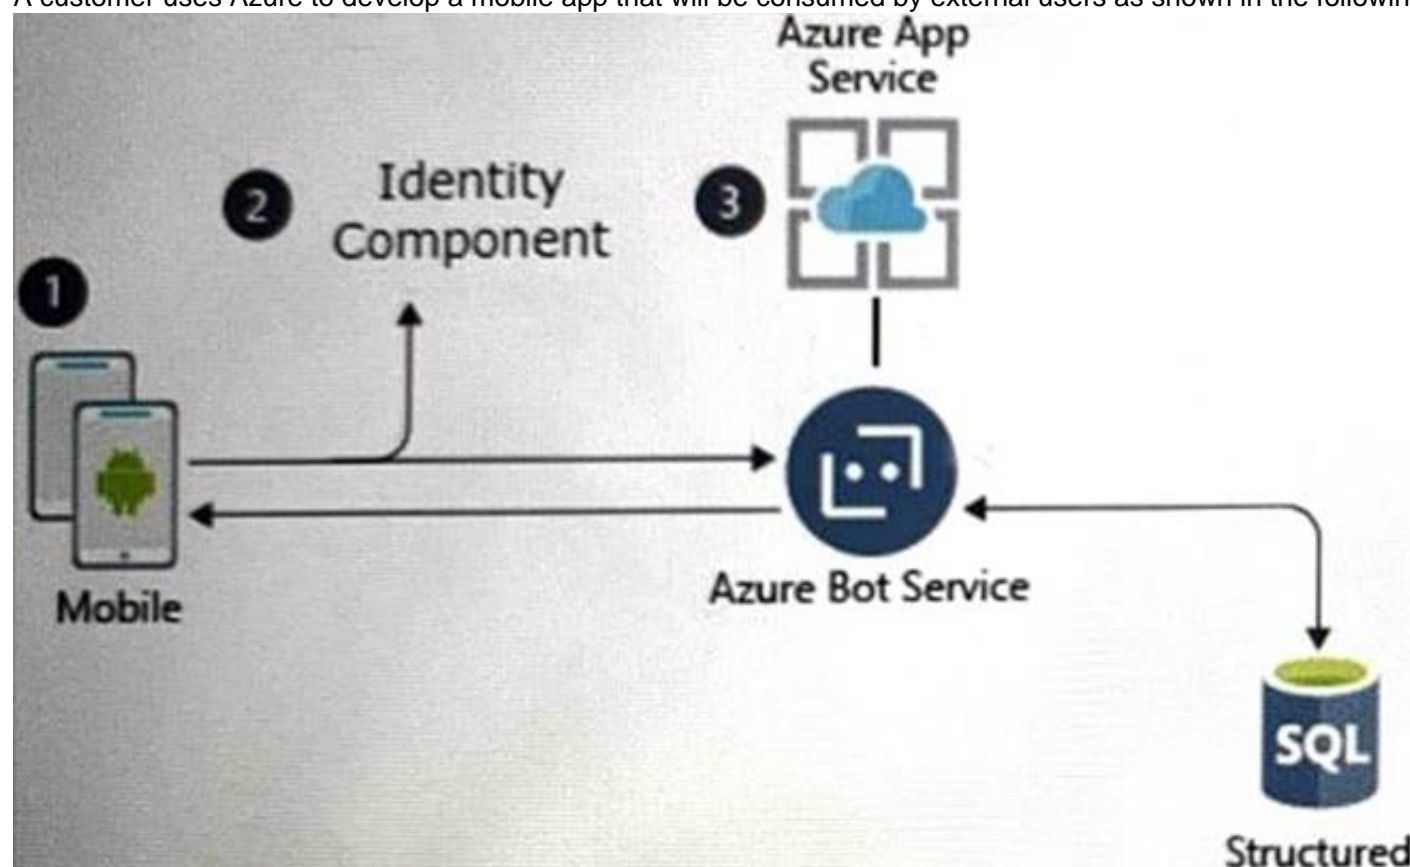 A customer uses Azure to develop a mobile app that will be consumed by external users as shown in the
Azure App
Service
2
Identity
Component
3
1
Mobile
Azure Bot Service
SQL
Structured